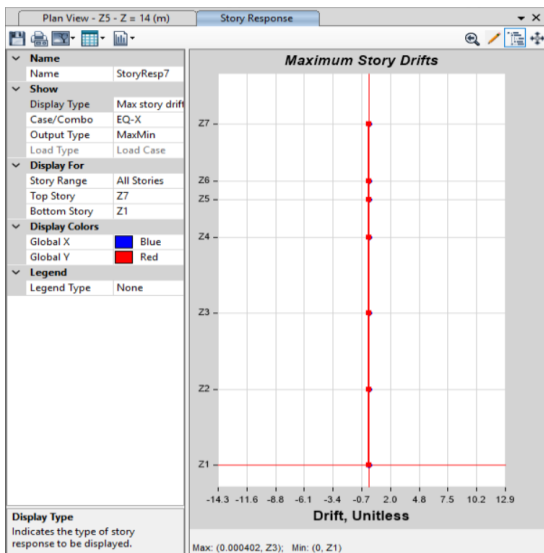 Plan View - Z5 - Z = 14 (m)
Story Response
Name
Name StoryResp7
Show
Display Type Max story drift
Case/Combo EQ-X
Output Type MaxMin
Load Type Load Case
Display For
Story Range All Stories
Top Story Z7
Bottom Story Z1
Display Colors
Global X Blue
Global Y Red
Legend
Legend Type None
Display Type
Indicates the type of story
response to be displayed.
Maximum Story Drifts
Z7
Z6
Z5
Z4
Z3
Z2
Z1
-14.3 -11.6 -8.8 -6.1 -3.4 -0.7 2.0 4.8 7.5 10.2 12.9
Drift, Unitless
Max: (0.000402, Z3); Min: (0, Z1)